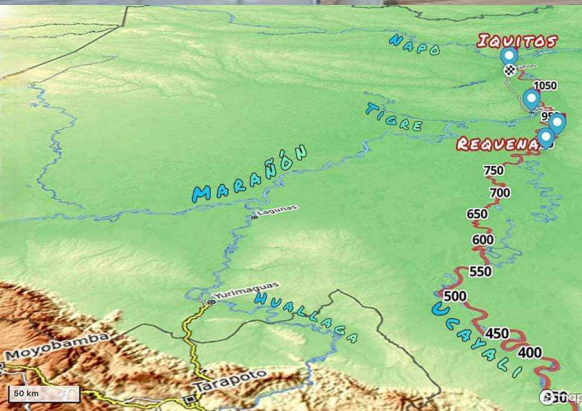 IQUITOS
NAPO
1050
TIGRE
REQUENA
MARAÑÓN
750
700
Lagunas
650
600
550
Yurimaguas
HUALLAGA
500
UCAYALI
450
Moyobamba
400
Tarapoto
50 km